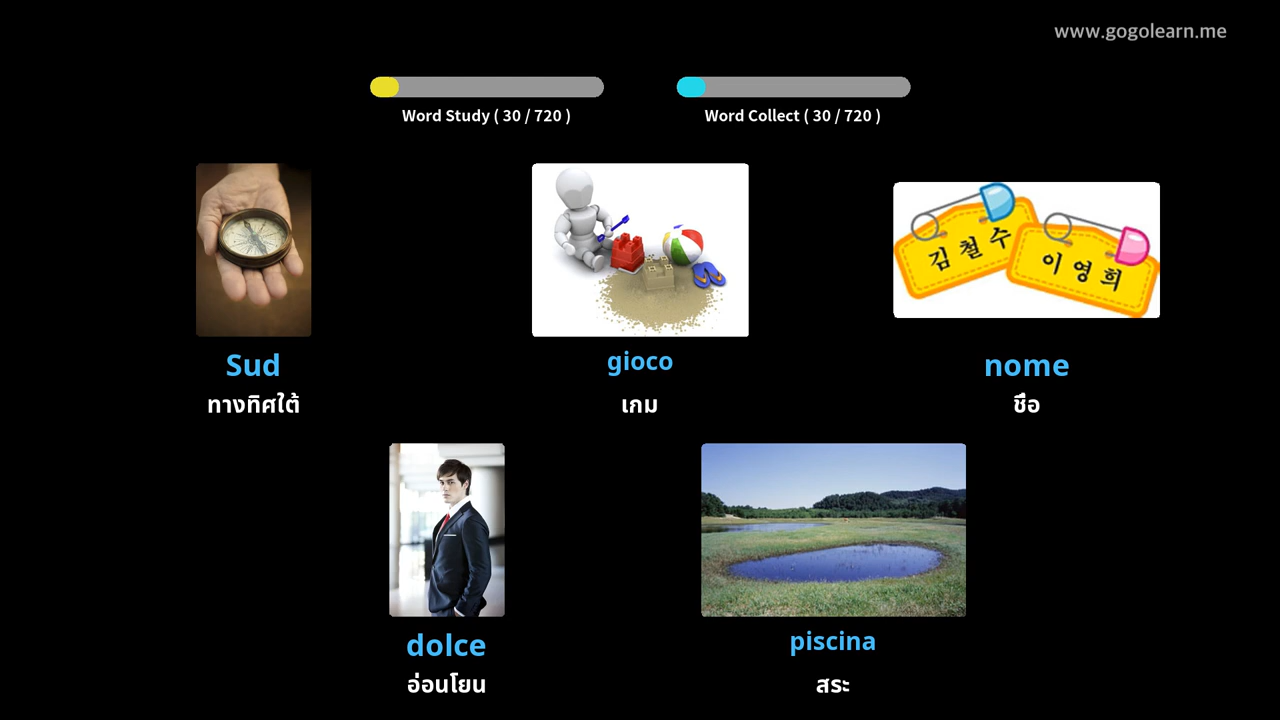 www.gogolearn.me
Word Study ( 30 / 720 )
Word Collect ( 30 / 720 )
김철수
이영희
Sud
gioco
nome
ทางทิศใต้
เกม
ชื่อ
dolce
piscina
อ่อนโยน
สระ